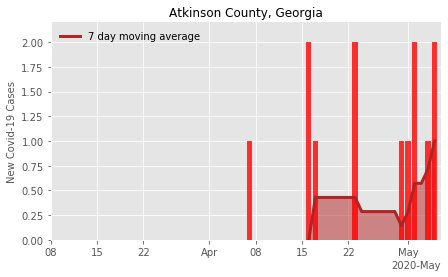 Atkinson County, Georgia
7 day moving average
New Covid-19 Cases
2.00
1.75
1.50
1.25
1.00
0.75
0.50
0.25
0.00
08 15 22 Apr 08 15 22 May
2020-May